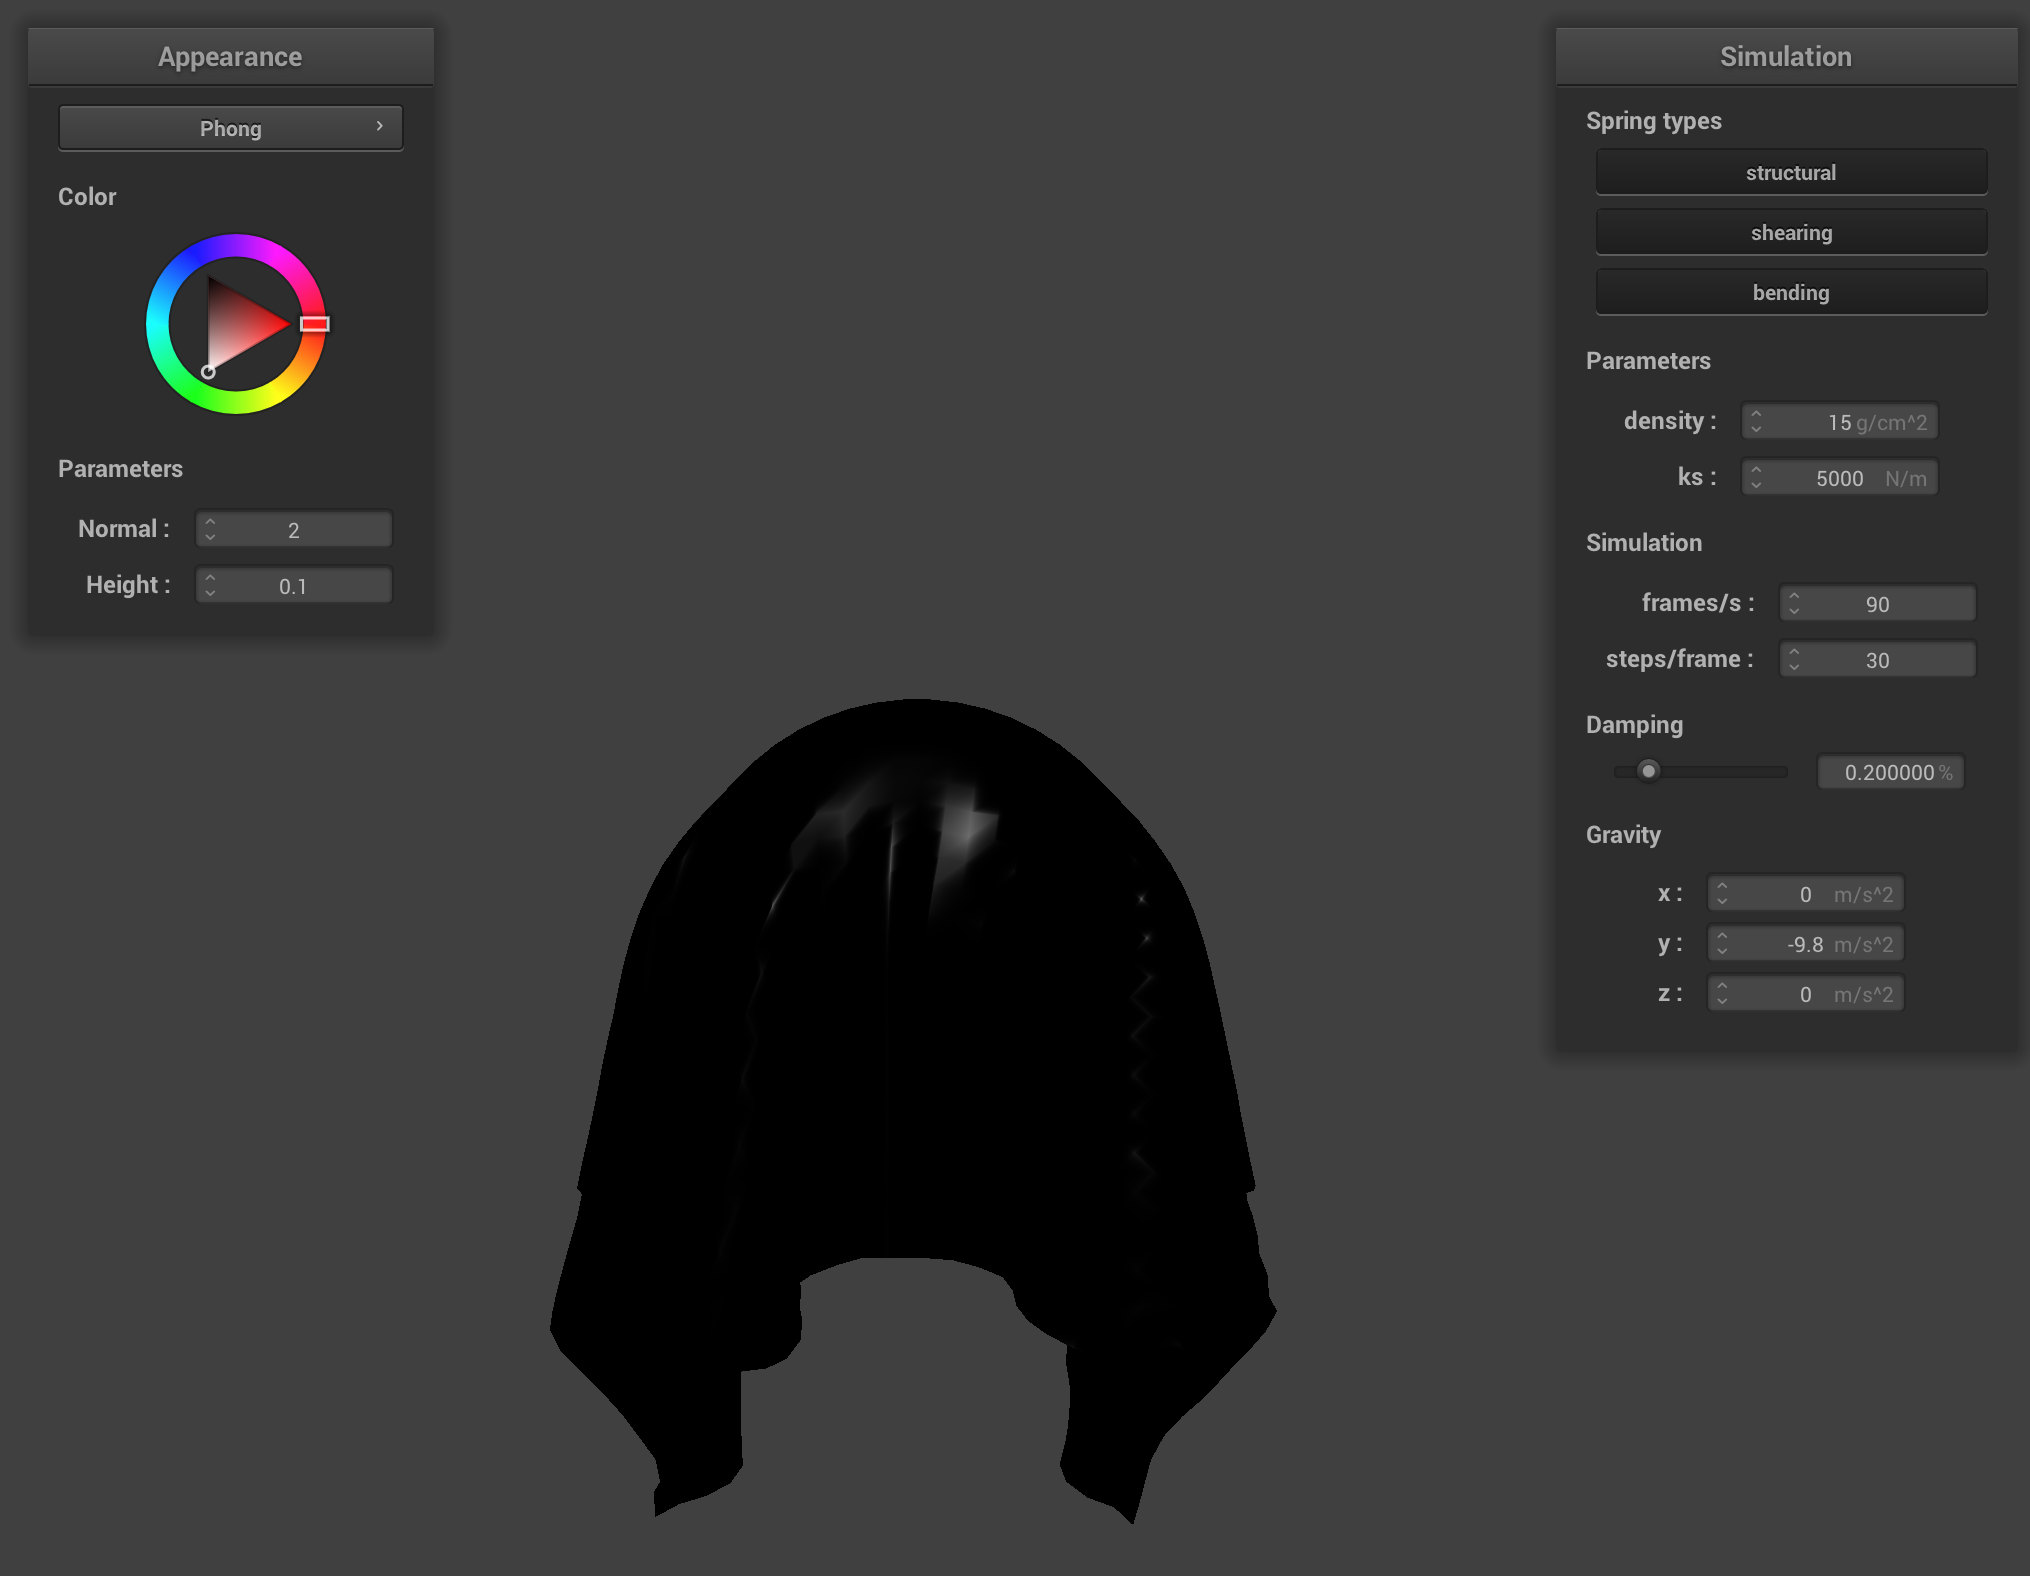 Appearance
Phong
Color
Parameters
Normal : 2
Height : 0.1
Simulation
Spring types
structural
shearing
bending
Parameters
density : 15 g/cm^2
ks : 5000 N/m
Simulation
frames/s : 90
steps/frame : 30
Damping
0.200000 %
Gravity
x : 0 m/s^2
y : -9.8 m/s^2
z : 0 m/s^2